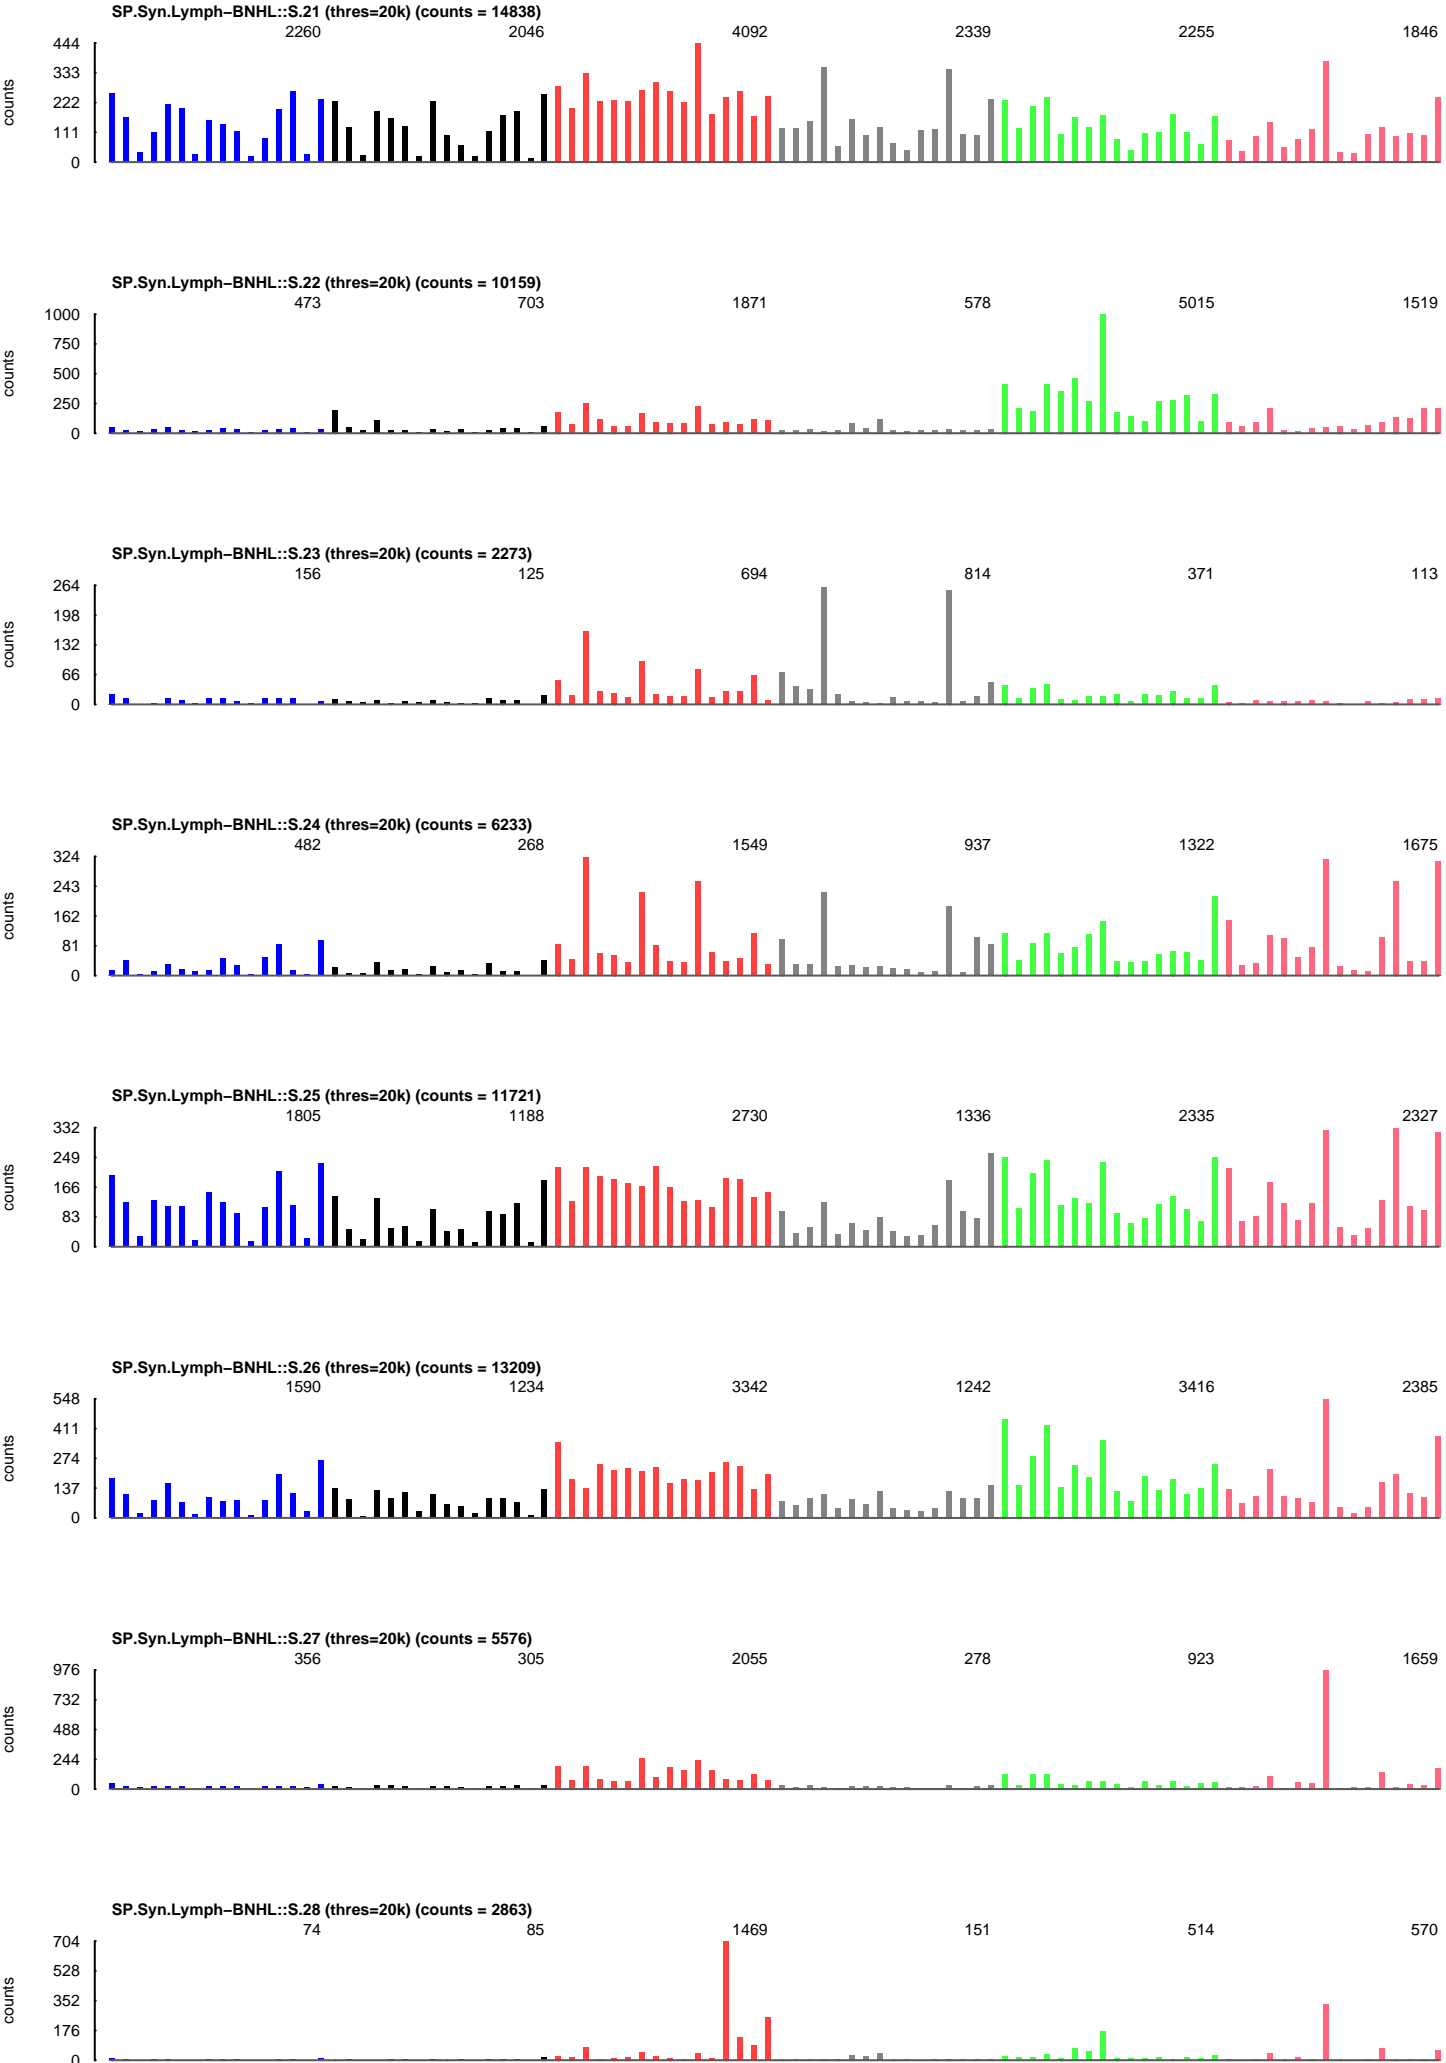 SP.Syn.Lymph−BNHL::S.21 (thres=20k) (counts = 14838)
2260 2046 4092 2339 2255 1846
444
333
222
111
0
counts
SP.Syn.Lymph−BNHL::S.22 (thres=20k) (counts = 10159)
473 703 1871 578 5015 1519
1000
750
500
250
0
counts
SP.Syn.Lymph−BNHL::S.23 (thres=20k) (counts = 2273)
156 125 694 814 371 113
264
198
132
66
0
counts
SP.Syn.Lymph−BNHL::S.24 (thres=20k) (counts = 6233)
482 268 1549 937 1322 1675
324
243
162
81
0
counts
SP.Syn.Lymph−BNHL::S.25 (thres=20k) (counts = 11721)
1805 1188 2730 1336 2335 2327
332
249
166
83
0
counts
SP.Syn.Lymph−BNHL::S.26 (thres=20k) (counts = 13209)
1590 1234 3342 1242 3416 2385
548
411
274
137
0
counts
SP.Syn.Lymph−BNHL::S.27 (thres=20k) (counts = 5576)
356 305 2055 278 923 1659
976
732
488
244
0
counts
SP.Syn.Lymph−BNHL::S.28 (thres=20k) (counts = 2863)
74 85 1469 151 514 570
704
528
352
176
0
counts